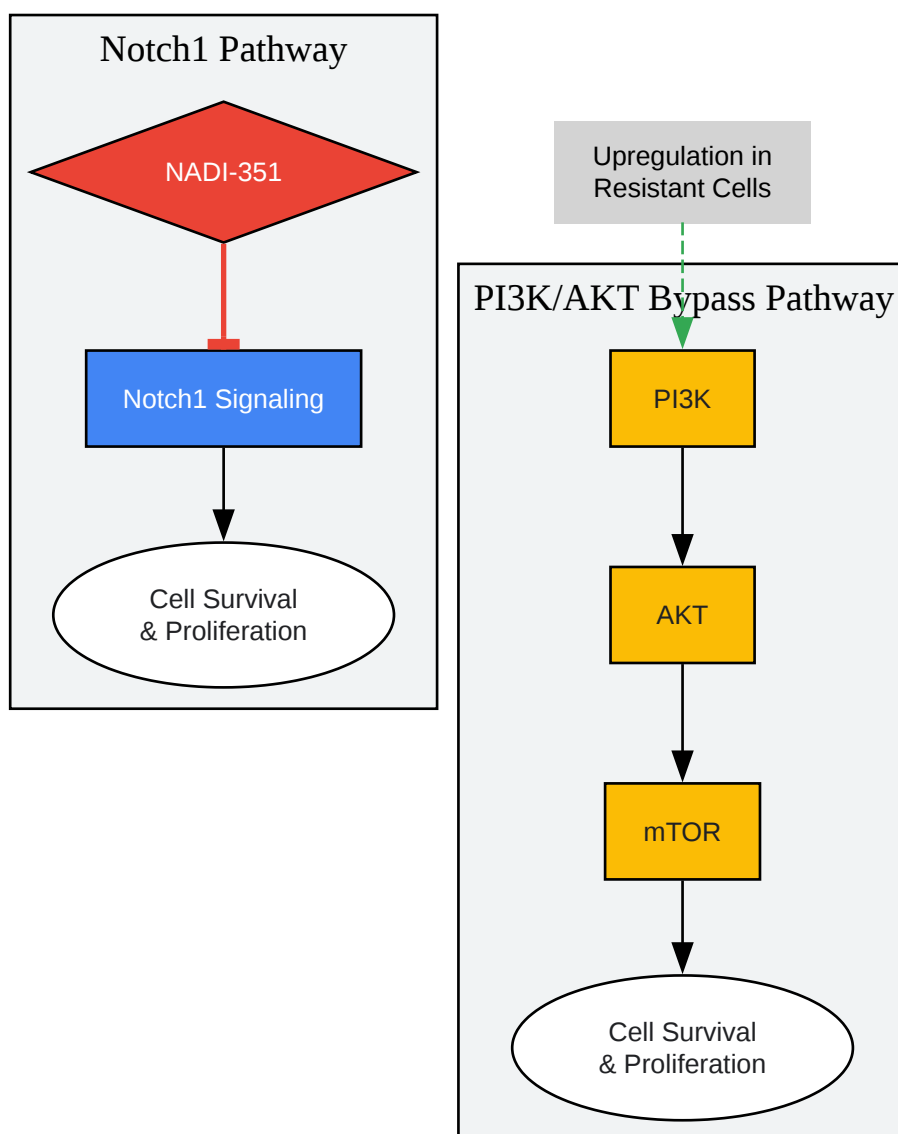 Notch1 Pathway
NADI-351
Notch1 Signaling
Cell Survival
& Proliferation
Upregulation in
Resistant Cells
PI3K/AKT Bypass Pathway
PI3K
AKT
mTOR
Cell Survival
& Proliferation